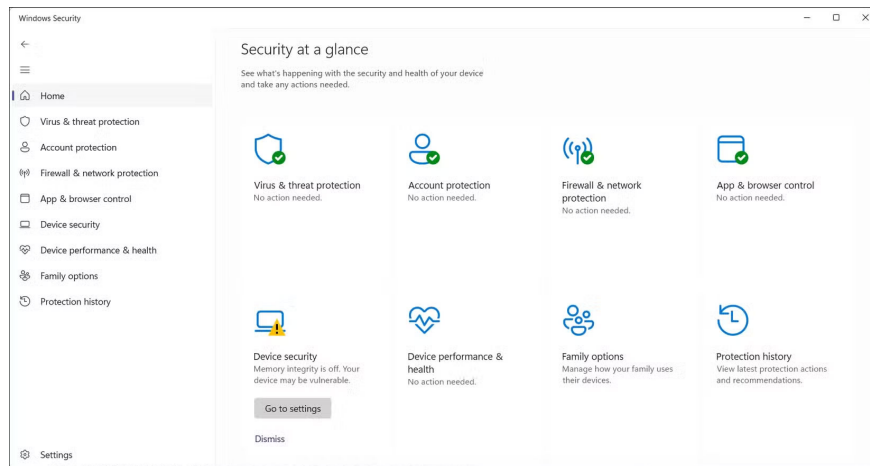 Windows Security
Home
Virus & threat protection
Account protection
Firewall & network protection
App & browser control
Device security
Device performance & health
Family options
Protection history
Settings
Security at a glance
See what's happening with the security and health of your device
and take any actions needed.
Virus & threat protection
No action needed.
Account protection
No action needed.
Firewall & network
protection
No action needed.
App & browser control
No action needed.
Device security
Memory integrity is off. Your
device may be vulnerable.
Go to settings
Dismiss
Device performance &
health
No action needed.
Family options
Manage how your family uses
their devices.
Protection history
View latest protection actions
and recommendations.